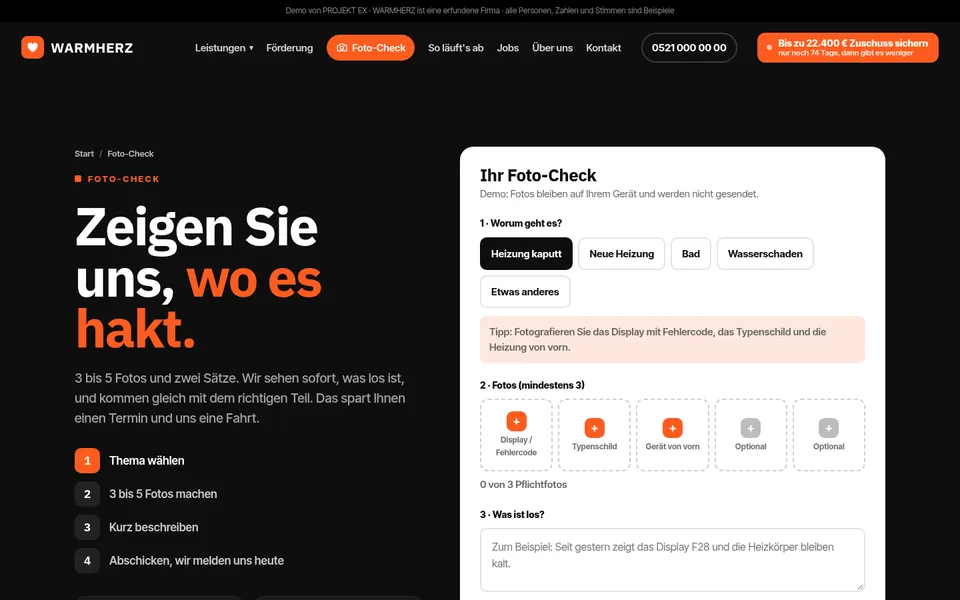 Demo von PROJEKT EX · WARMHERZ ist eine erfundene Firma · alle Personen, Zahlen und Stimmen sind Beispiele
WARMHERZ
Leistungen ▾
Förderung
Foto-Check
So läuft's ab
Jobs
Über uns
Kontakt
0521 000 00 00
Bis zu 22.400 € Zuschuss sichern
nur noch 74 Tage, dann gibt es weniger
Start / Foto-Check
FOTO-CHECK
Zeigen Sie
uns, wo es
hakt.
3 bis 5 Fotos und zwei Sätze. Wir sehen sofort, was los ist,
und kommen gleich mit dem richtigen Teil. Das spart Ihnen
einen Termin und uns eine Fahrt.
1 Thema wählen
2 3 bis 5 Fotos machen
3 Kurz beschreiben
4 Abschicken, wir melden uns heute
Ihr Foto-Check
Demo: Fotos bleiben auf Ihrem Gerät und werden nicht gesendet.
1 · Worum geht es?
Heizung kaputt
Neue Heizung
Bad
Wasserschaden
Etwas anderes
Tipp: Fotografieren Sie das Display mit Fehlercode, das Typenschild und die
Heizung von vorn.
2 · Fotos (mindestens 3)
+
Display /
Fehlercode
+
Typenschild
+
Gerät von vorn
+
Optional
+
Optional
0 von 3 Pflichtfotos
3 · Was ist los?
Zum Beispiel: Seit gestern zeigt das Display F28 und die Heizkörper bleiben
kalt.